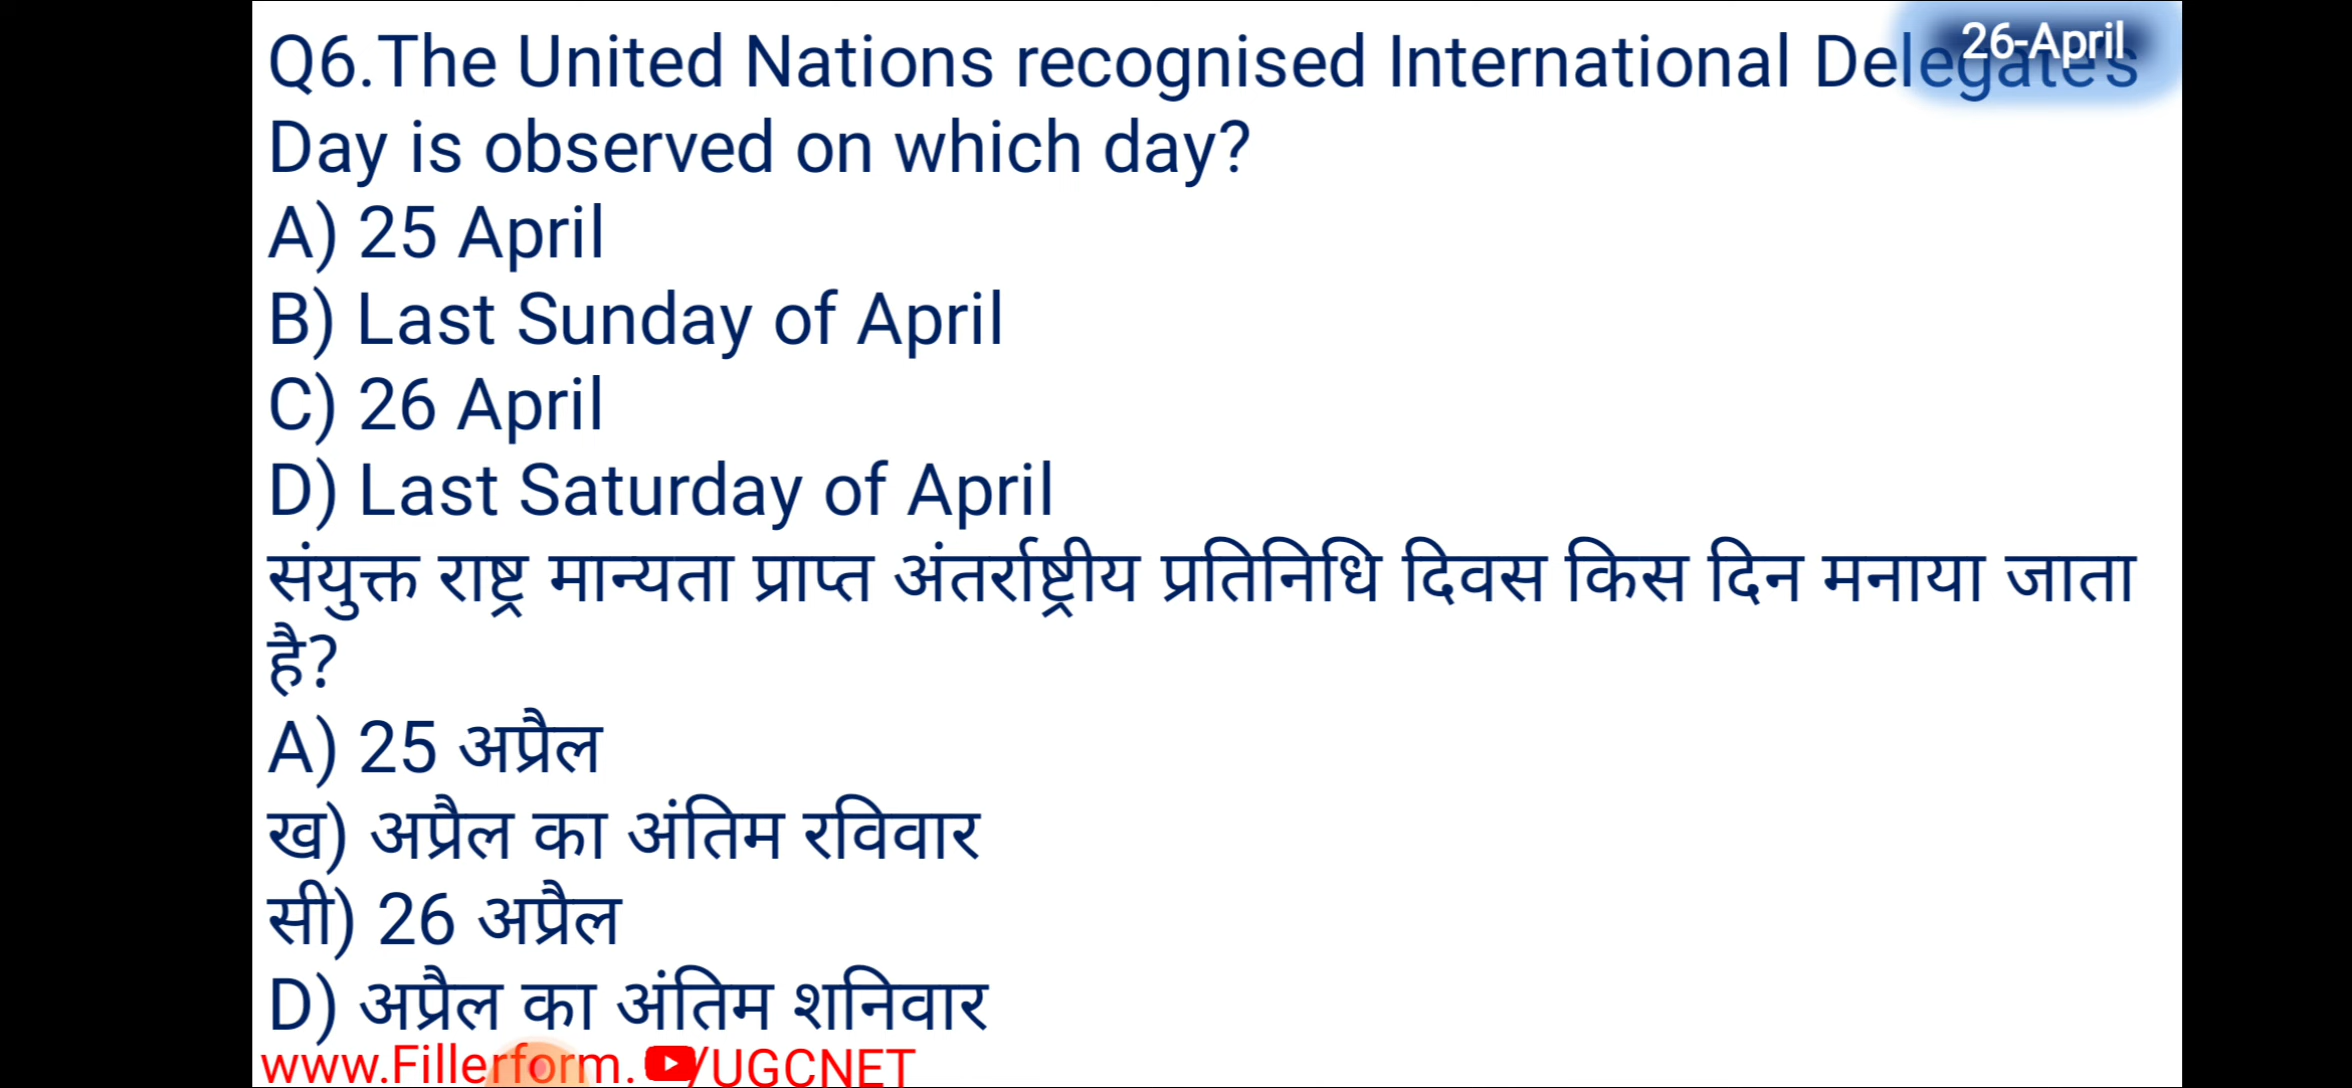 26-April
Q6.The United Nations recognised International Delegate's
Day is observed on which day?
A) 25 April
B) Last Sunday of April
C) 26 April
D) Last Saturday of April
संयुक्त राष्ट्र मान्यता प्राप्त अंतर्राष्ट्रीय प्रतिनिधि दिवस किस दिन मनाया जाता
है?
A) 25 अप्रैल
ख) अप्रैल का अंतिम रविवार
सी) 26 अप्रैल
D) अप्रैल का अंतिम शनिवार
www.Fillerform. /UGCNET